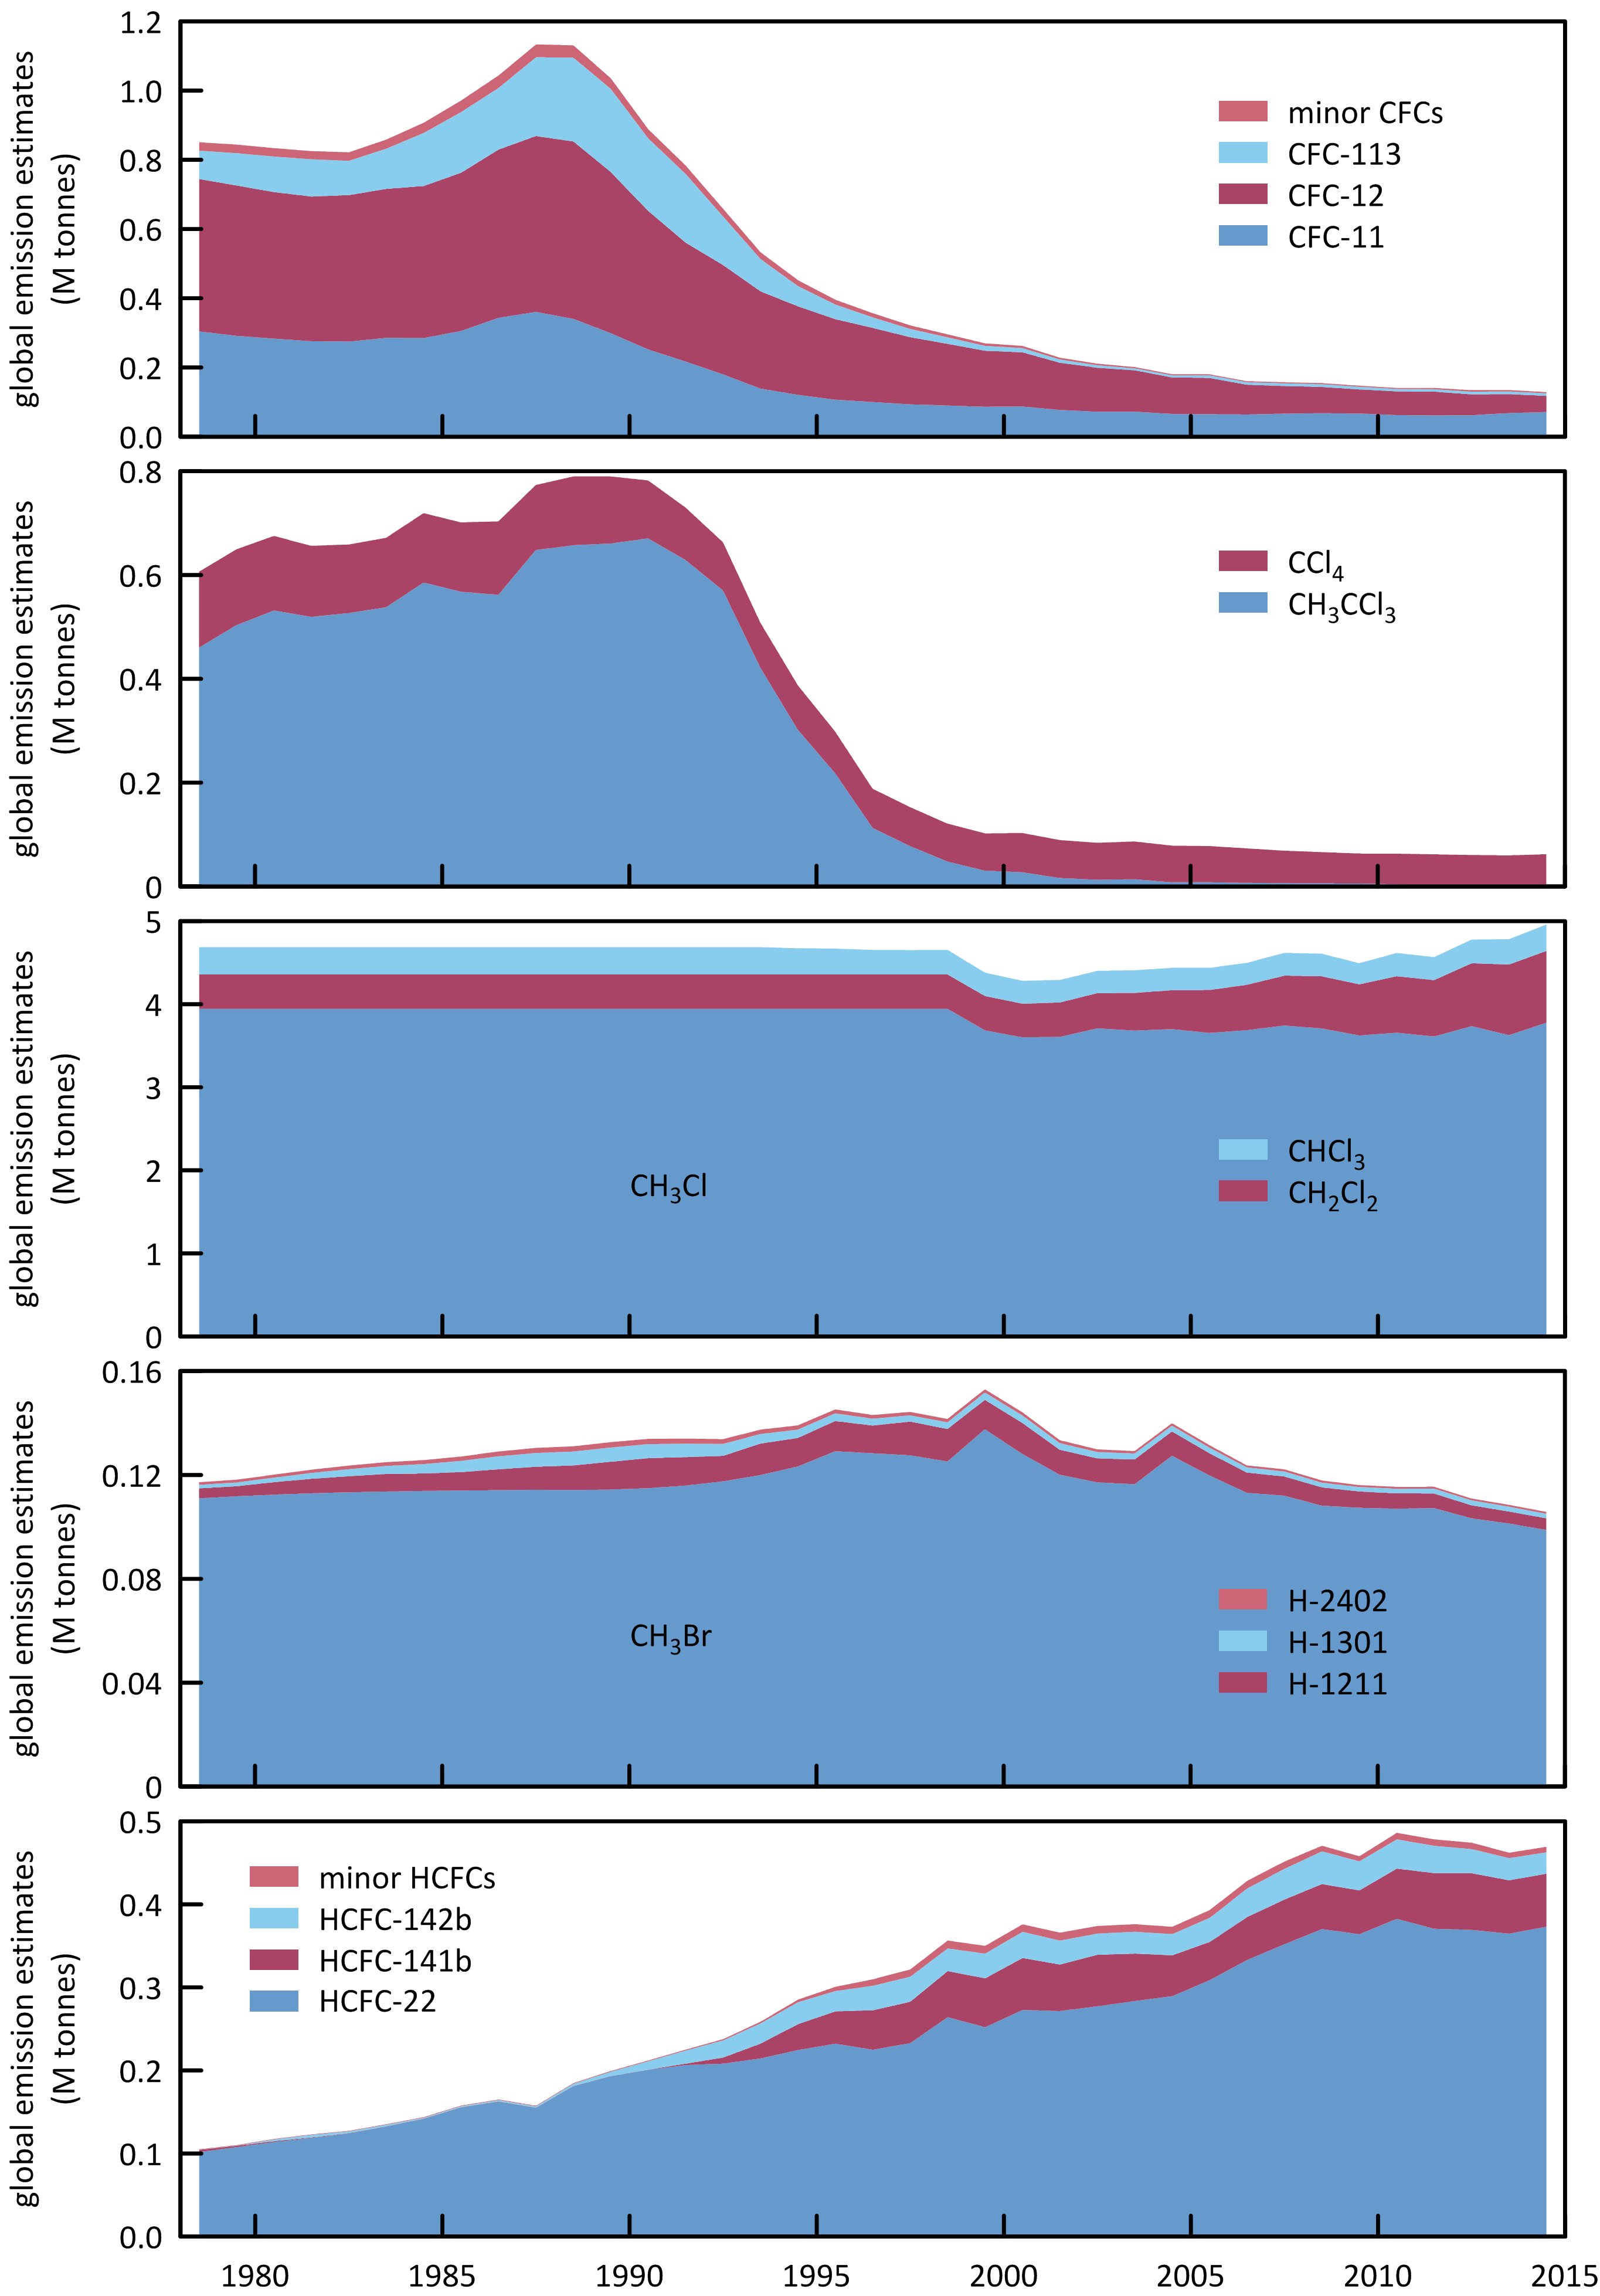 global emission estimates
(M tonnes)
1.2
1.0
0.8
0.6
0.4
0.2
0.0
minor CFCs
CFC-113
CFC-12
CFC-11
global emission estimates
(M tonnes)
0.8
0.6
0.4
0.2
0
CCl₄
CH₃CCl₃
global emission estimates
(M tonnes)
5
4
3
2
1
0
CH₃Cl
CHCl₃
CH₂Cl₂
global emission estimates
(M tonnes)
0.16
0.12
0.08
0.04
0
CH₃Br
H-2402
H-1301
H-1211
global emission estimates
(M tonnes)
0.5
0.4
0.3
0.2
0.1
0.0
minor HCFCs
HCFC-142b
HCFC-141b
HCFC-22
1980 1985 1990 1995 2000 2005 2010 2015